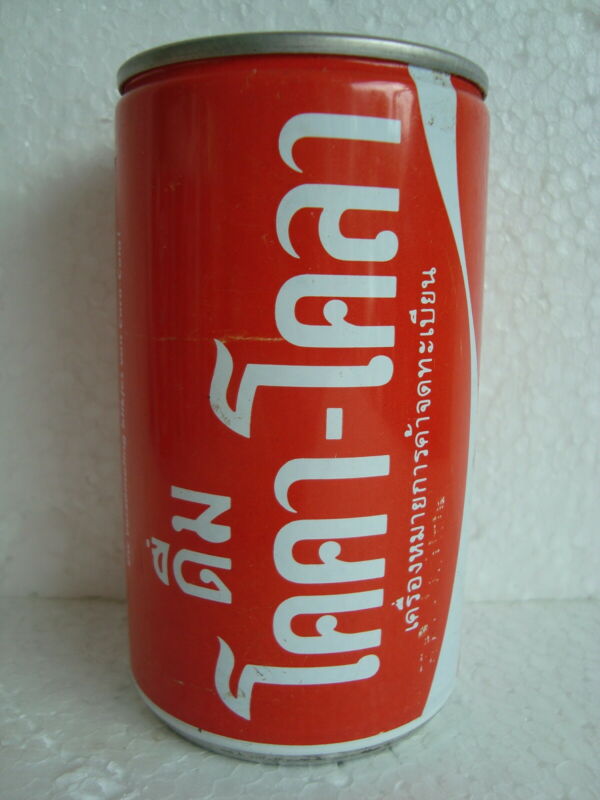 ดื่ม
โคคา-โคลา
เครื่องหมายการค้าจดทะเบียน